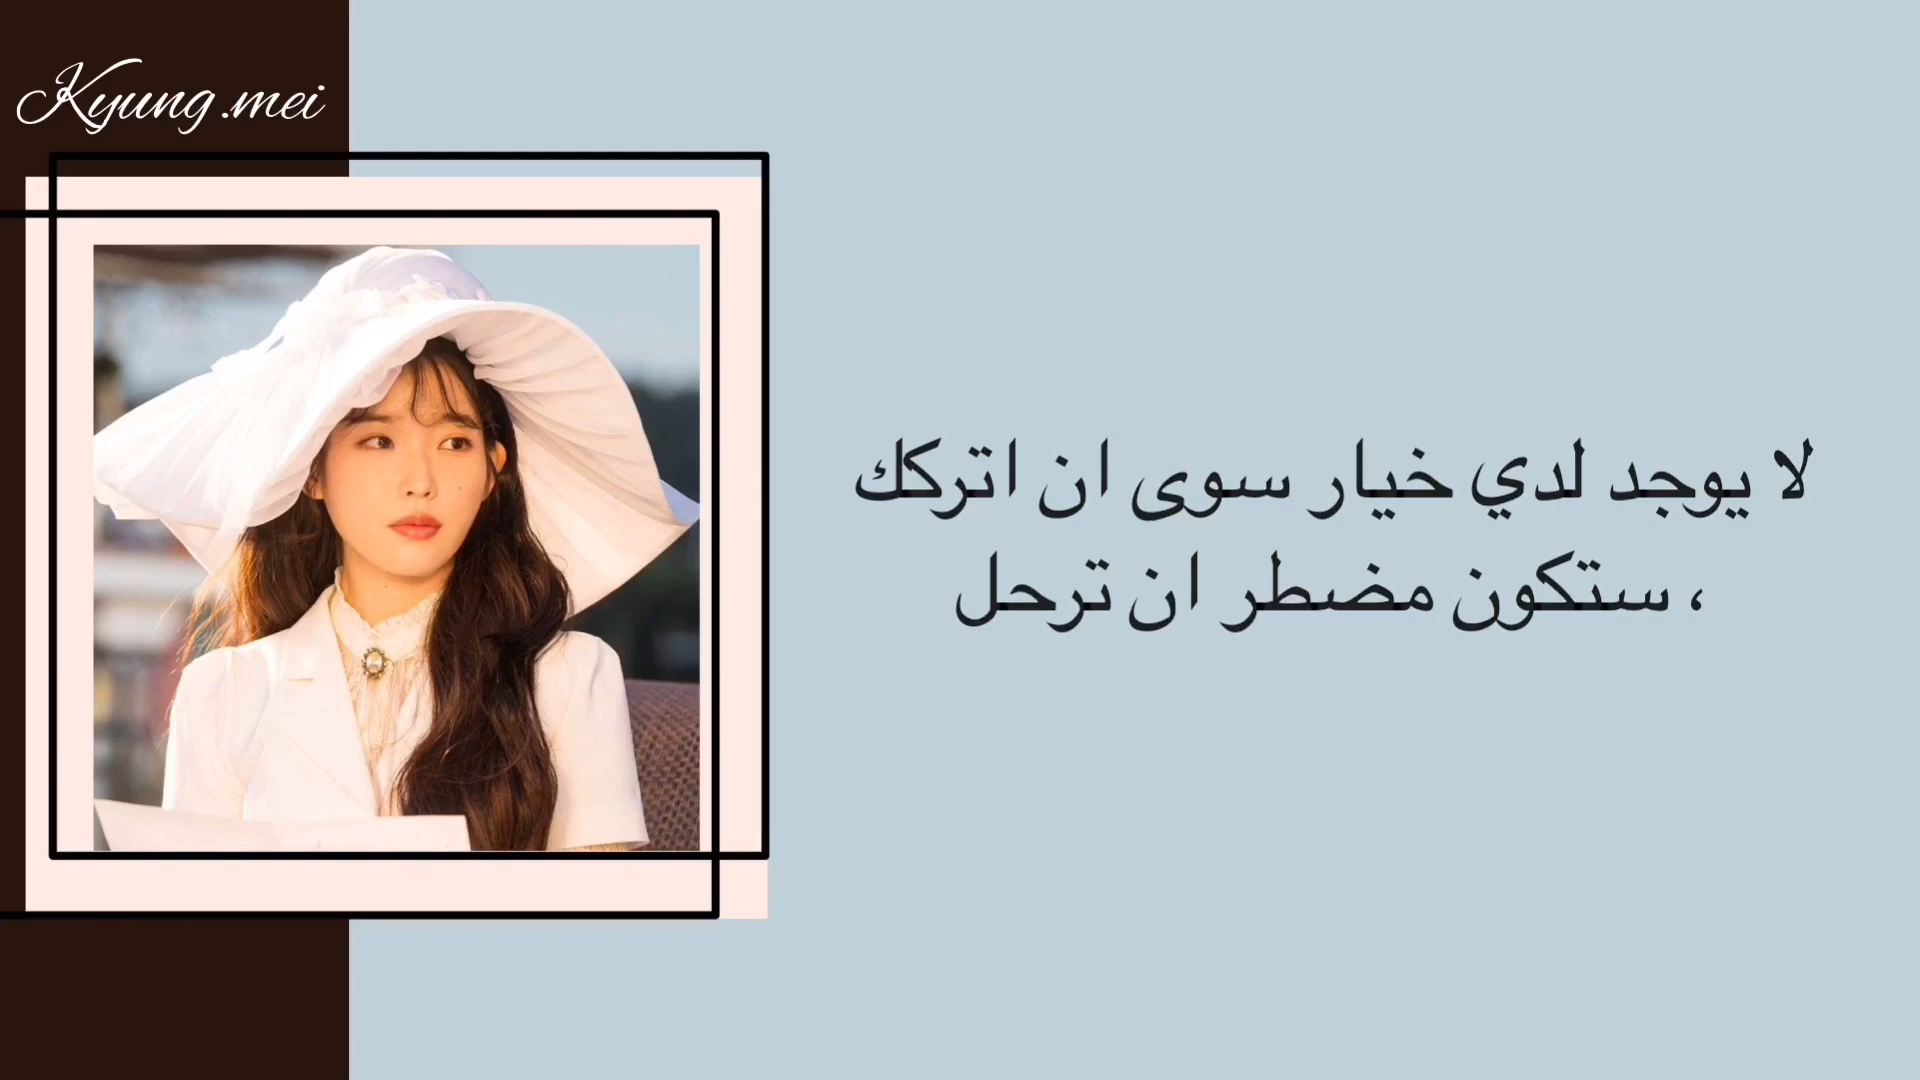 Kyung.mei
لا يوجد لدي خيار سوى ان اتركك
، ستكون مضطر ان ترحل